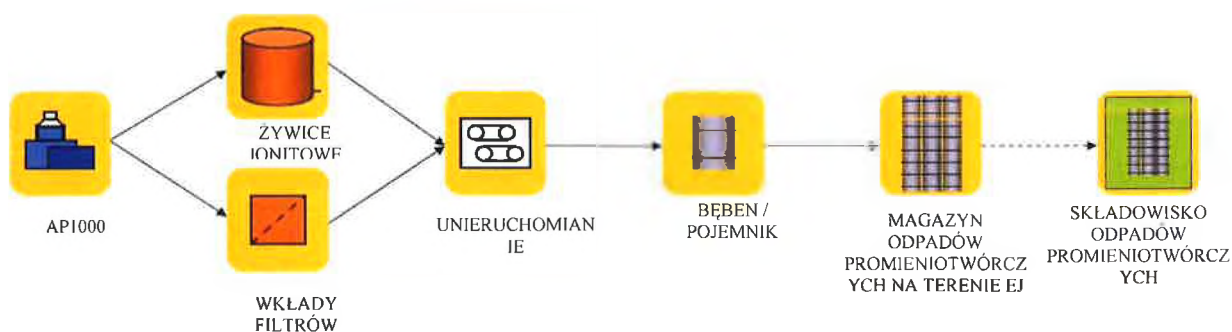 AP1000
ŻYWICE
JONITOWE
WKŁADY
FILTRÓW
UNIERUCHOMIAN
IE
BĘBEN /
POJEMNIK
MAGAZYN
ODPADÓW
PROMIENIOTWÓRCZ
YCH NA TERENIE EJ
SKŁADOWISKO
ODPADÓW
PROMIENIOTWÓRCZ
YCH